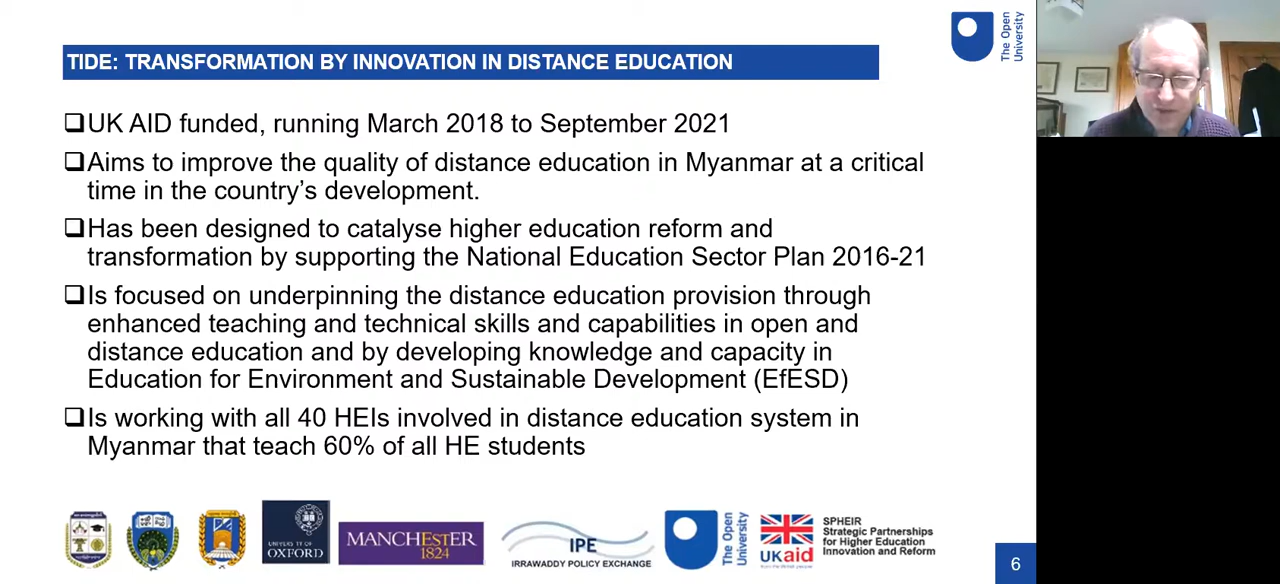 The Open
University
TIDE: TRANSFORMATION BY INNOVATION IN DISTANCE EDUCATION
UK AID funded, running March 2018 to September 2021
Aims to improve the quality of distance education in Myanmar at a critical
time in the country’s development.
Has been designed to catalyse higher education reform and
transformation by supporting the National Education Sector Plan 2016-21
Is focused on underpinning the distance education provision through
enhanced teaching and technical skills and capabilities in open and
distance education and by developing knowledge and capacity in
Education for Environment and Sustainable Development (EfESD)
Is working with all 40 HEIs involved in distance education system in
Myanmar that teach 60% of all HE students
UNIVERSITY OF
OXFORD
MANCHESTER
1824
IPE
IRRAWADDY POLICY EXCHANGE
The Open
University
UKaid
from the British people
SPHEIR
Strategic Partnerships
for Higher Education
Innovation and Reform
6